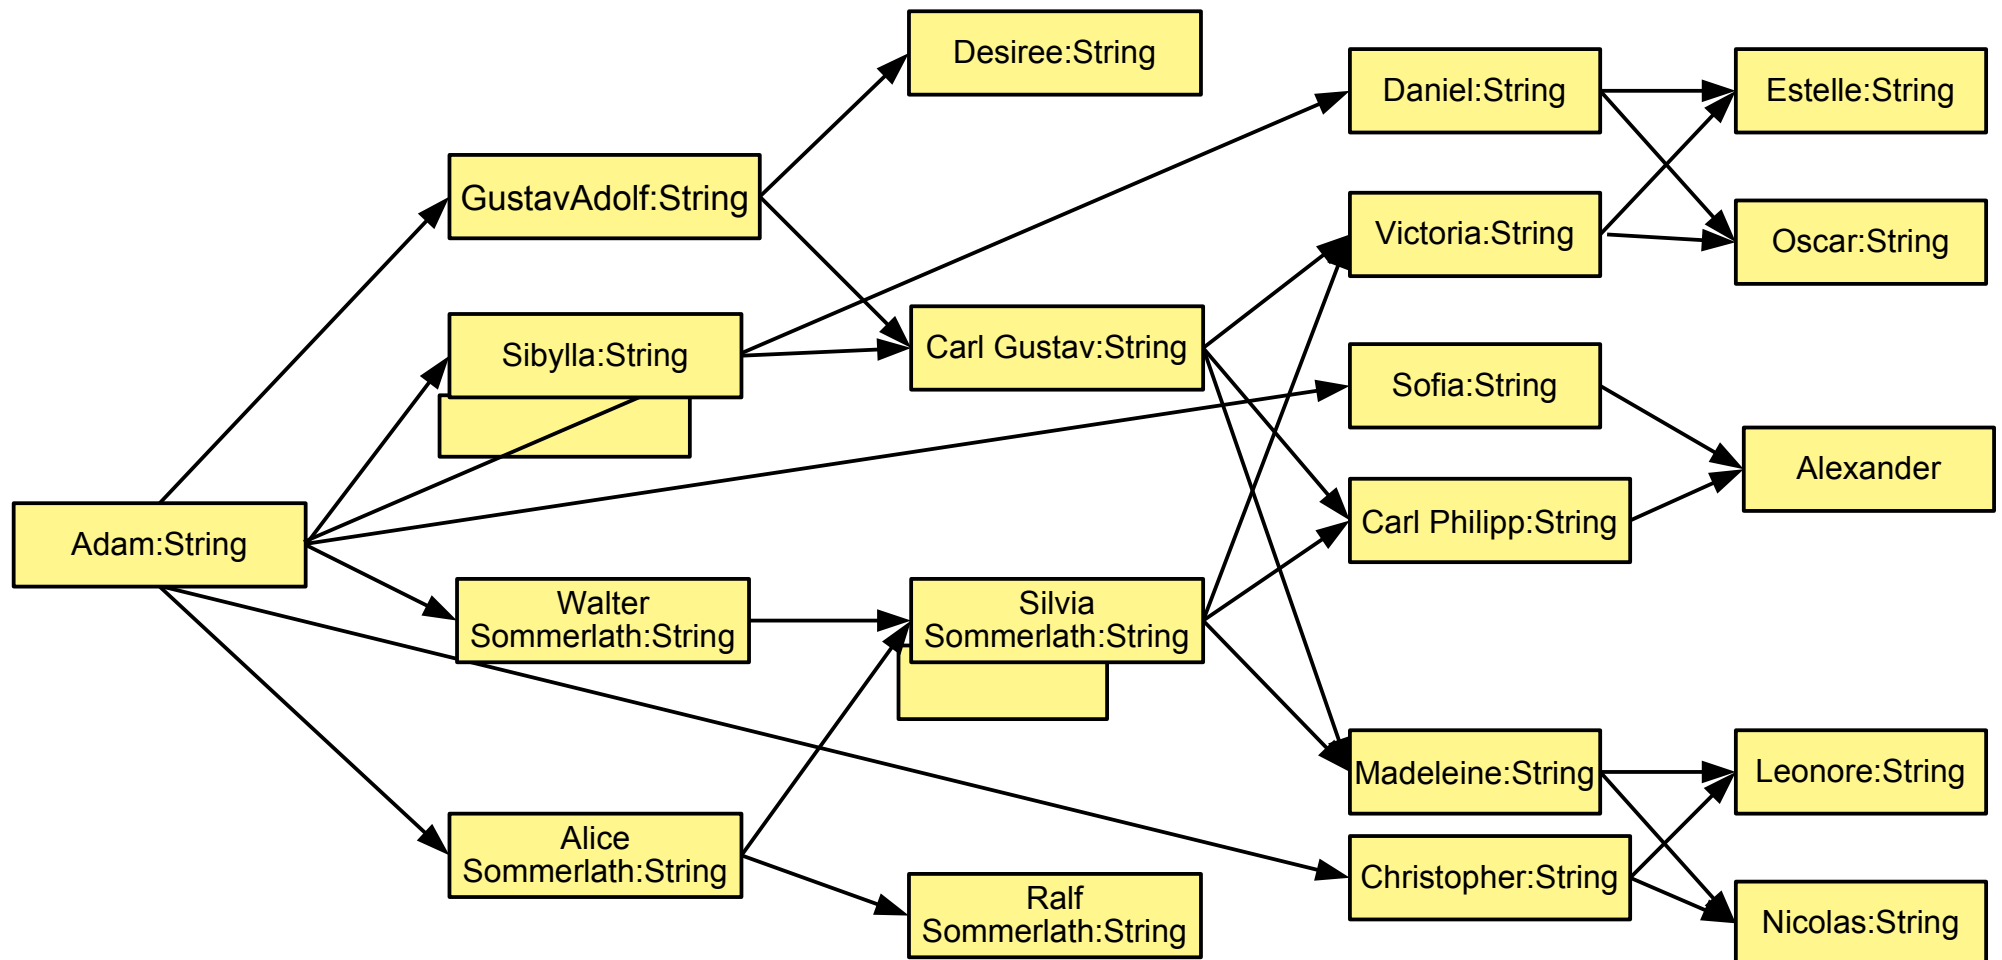 Desiree:String
Daniel:String
Estelle:String
GustavAdolf:String
Victoria:String
Oscar:String
Sibylla:String
Carl Gustav:String
Sofia:String
Alexander
Carl Philipp:String
Adam:String
Walter
Sommerlath:String
Silvia
Sommerlath:String
Madeleine:String
Leonore:String
Alice
Sommerlath:String
Christopher:String
Ralf
Sommerlath:String
Nicolas:String